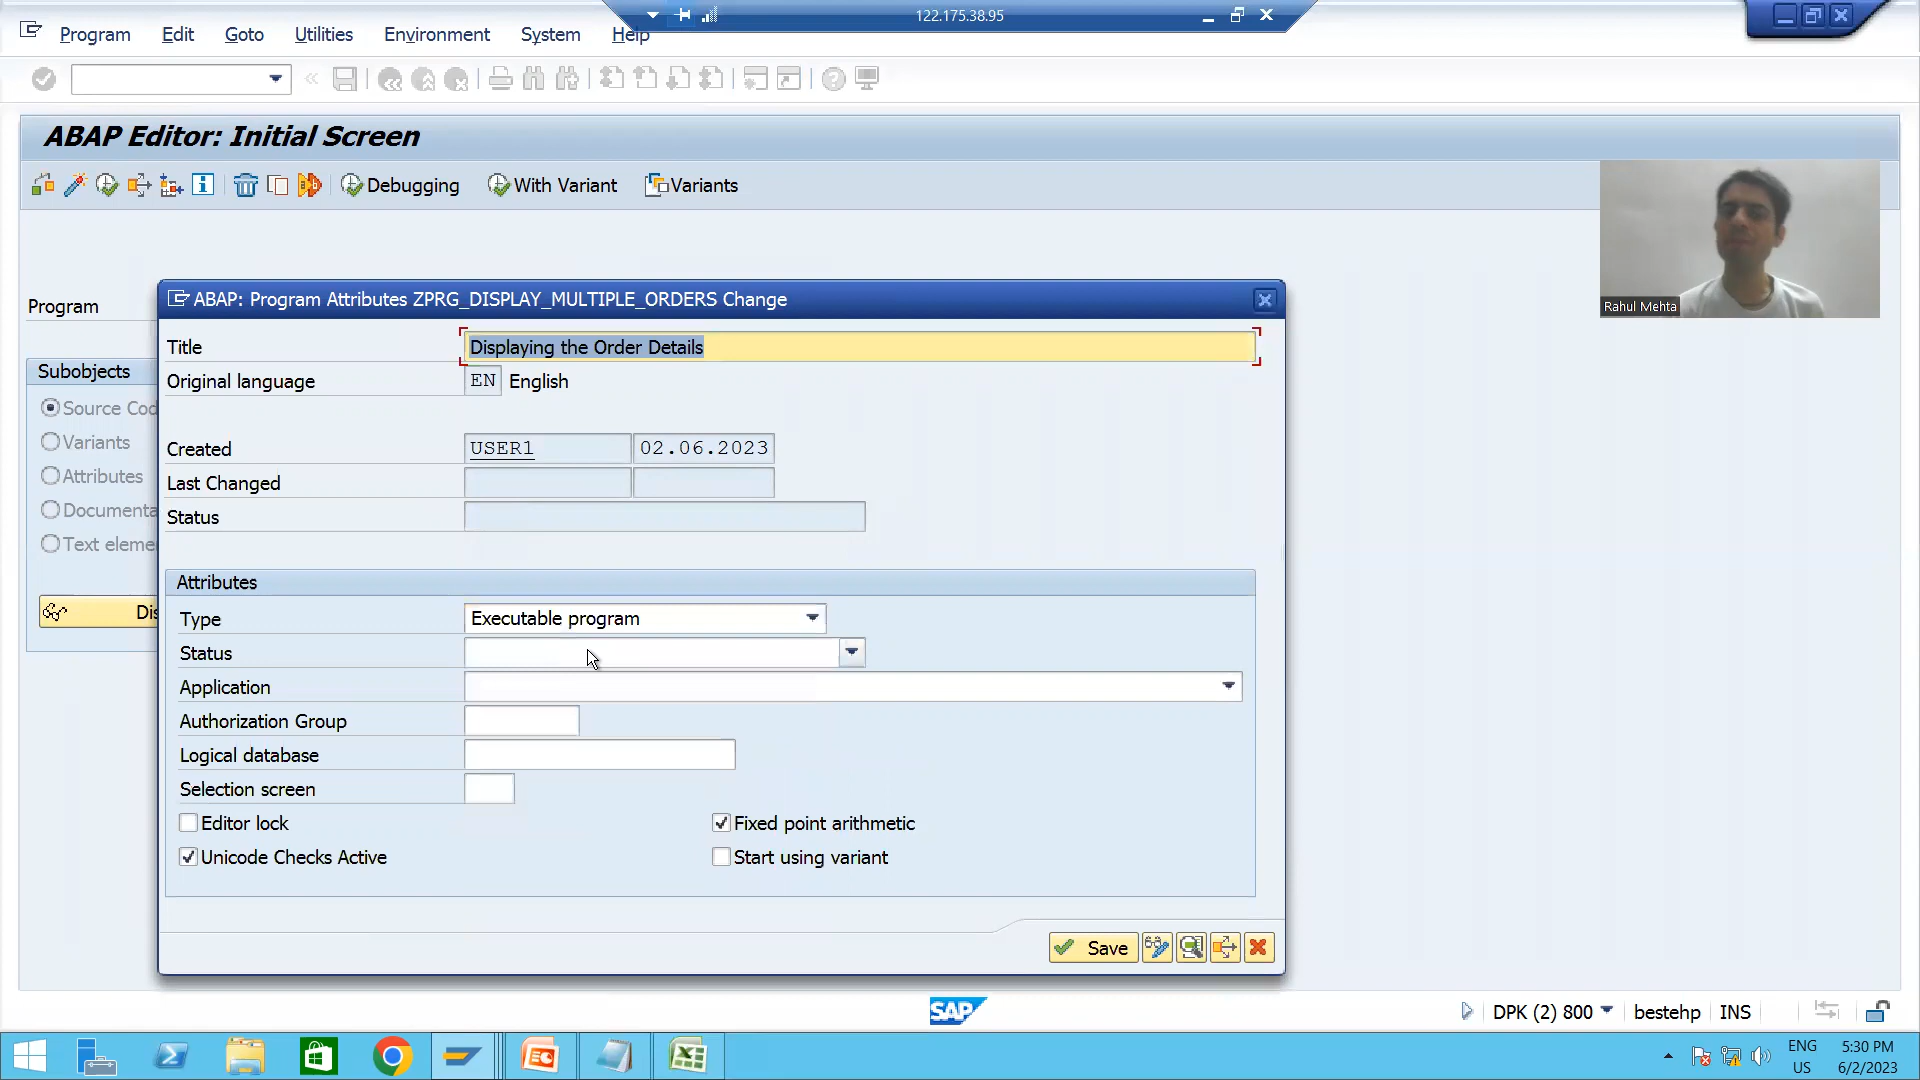 122.175.38.95
Program Edit Goto Utilities Environment System Help
ABAP Editor: Initial Screen
Debugging With Variant Variants
Rahul Mehta
Program
ABAP: Program Attributes ZPRG_DISPLAY_MULTIPLE_ORDERS Change
Title Displaying the Order Details
Original language EN English
Subobjects
Source Cod
Variants
Attributes
Documenta
Text eleme
Dis
Created USER1 02.06.2023
Last Changed
Status
Attributes
Type Executable program
Status
Application
Authorization Group
Logical database
Selection screen
Editor lock Fixed point arithmetic
Unicode Checks Active Start using variant
Save
SAP
DPK (2) 800 bestehp INS
ENG 5:30 PM
US 6/2/2023